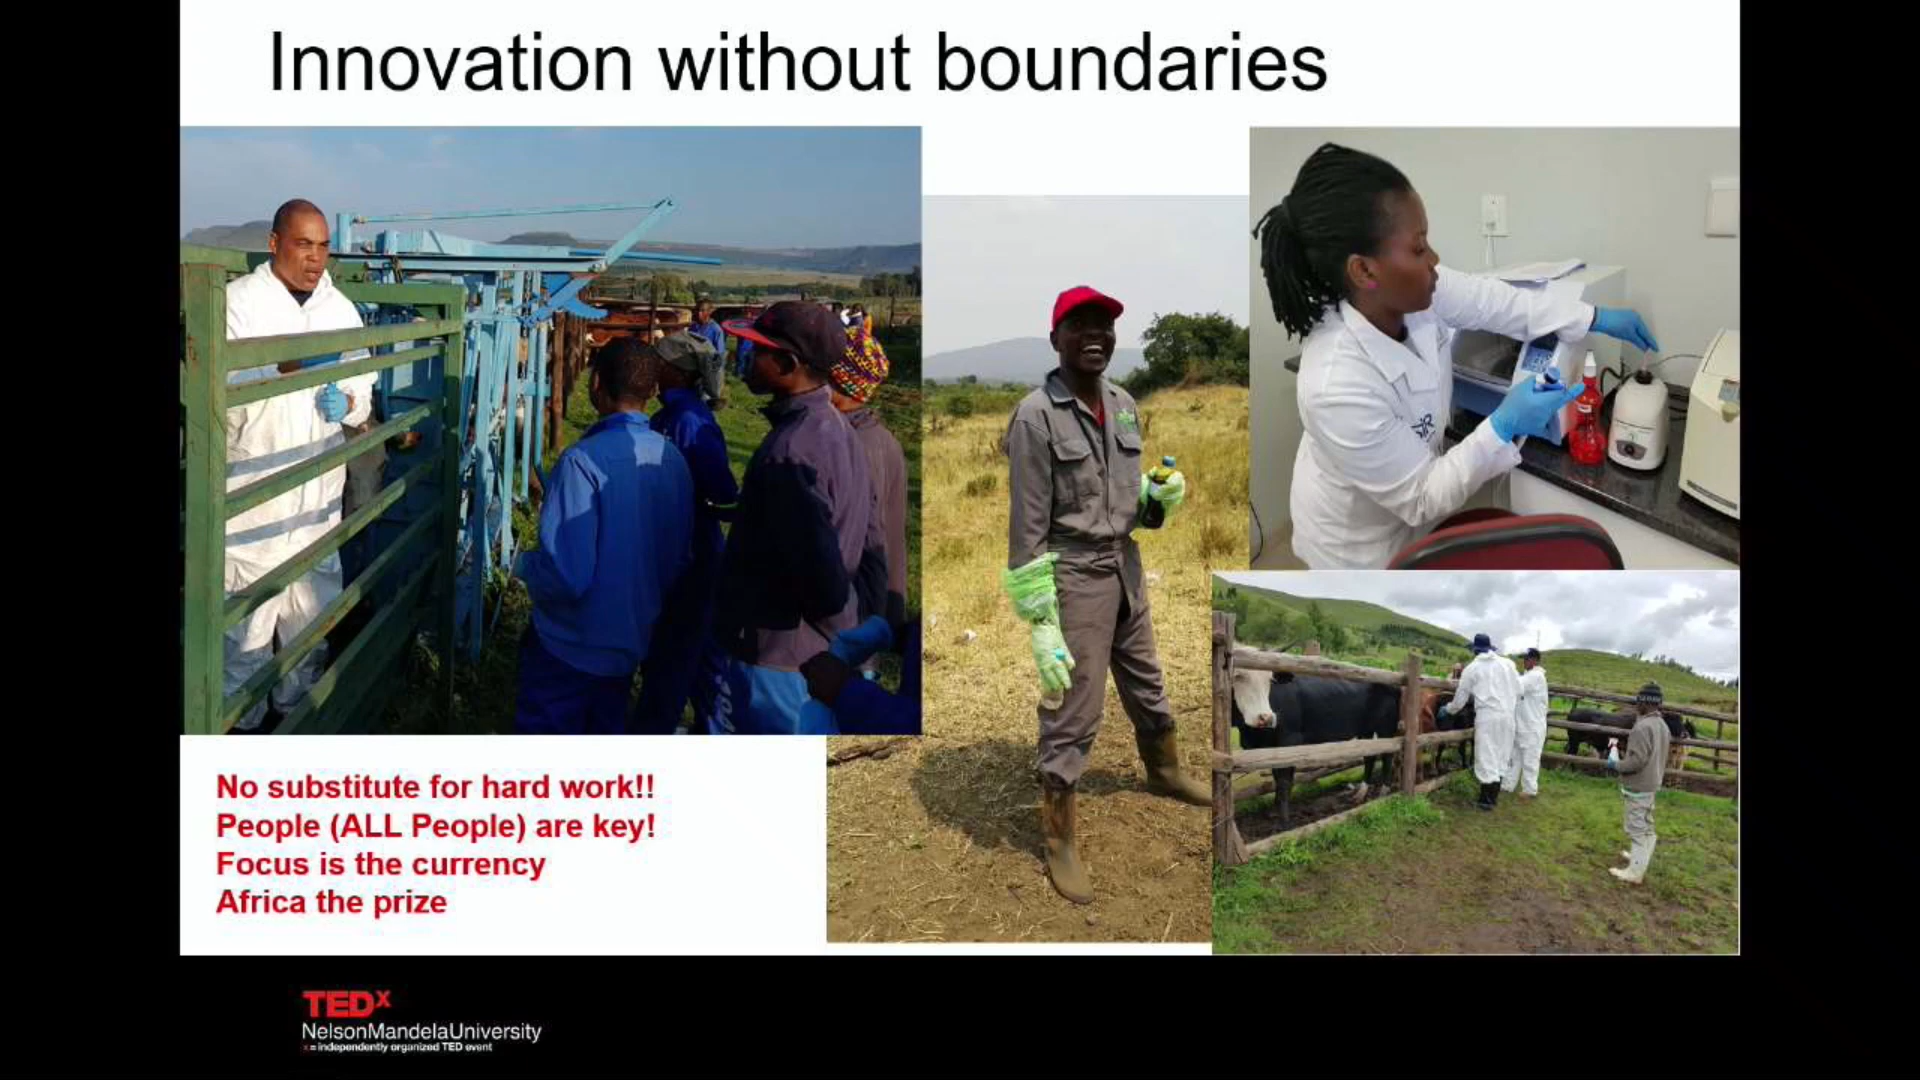 Innovation without boundaries
No substitute for hard work!!
People (ALL People) are key!
Focus is the currency
Africa the prize
TEDx
NelsonMandelaUniversity
x = independently organized TED event